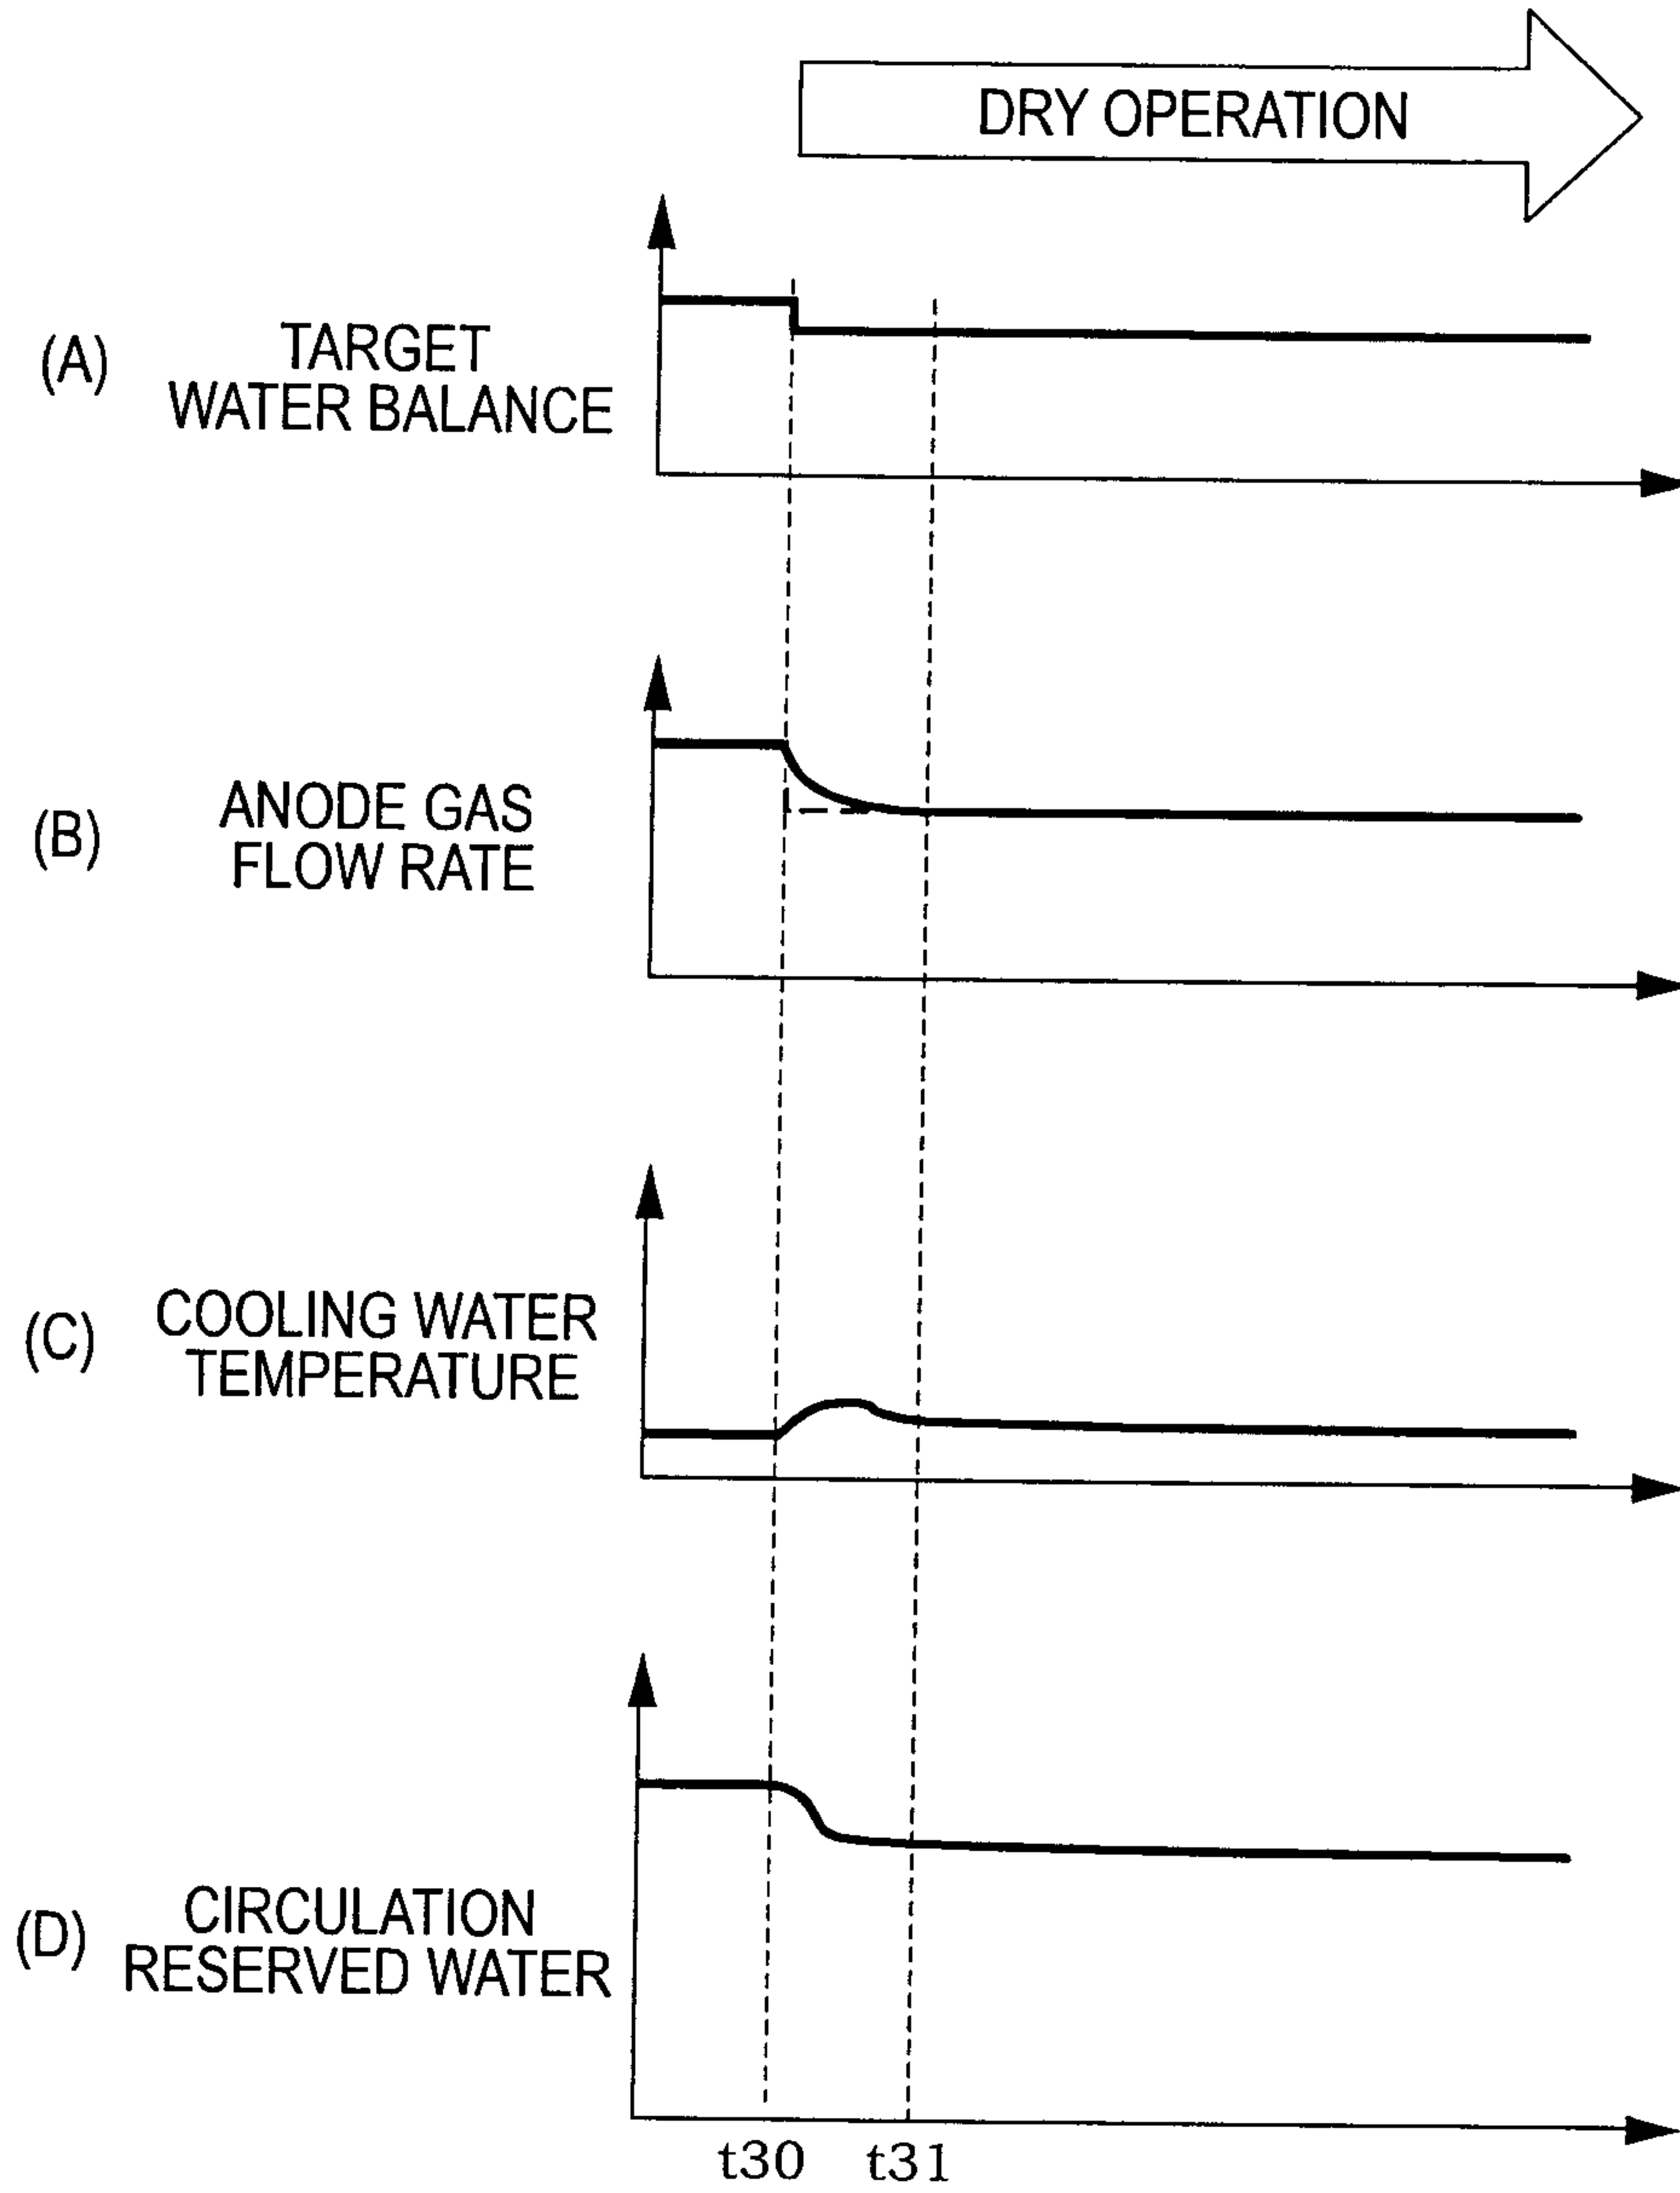 DRY OPERATION
(A) TARGET
WATER BALANCE
(B) ANODE GAS
FLOW RATE
(C) COOLING WATER
TEMPERATURE
(D) CIRCULATION
RESERVED WATER
t30 t31